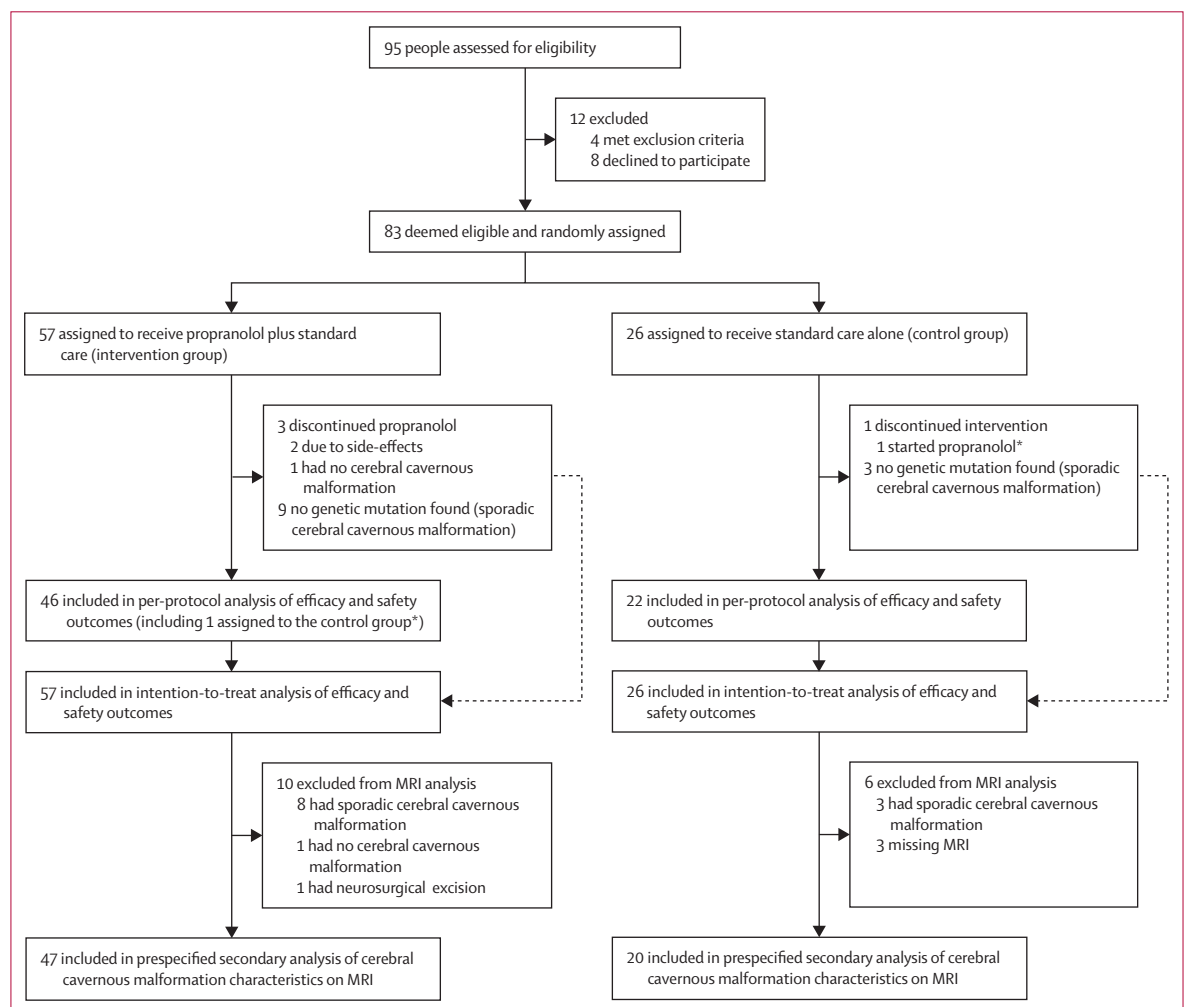 95 people assessed for eligibility
12 excluded
4 met exclusion criteria
8 declined to participate
83 deemed eligible and randomly assigned
57 assigned to receive propranolol plus standard
care (intervention group)
26 assigned to receive standard care alone (control group)
3 discontinued propranolol
2 due to side-effects
1 had no cerebral cavernous
malformation
9 no genetic mutation found (sporadic
cerebral cavernous malformation)
1 discontinued intervention
1 started propranolol*
3 no genetic mutation found (sporadic
cerebral cavernous malformation)
46 included in per-protocol analysis of efficacy and safety
outcomes (including 1 assigned to the control group*)
22 included in per-protocol analysis of efficacy and safety
outcomes
57 included in intention-to-treat analysis of efficacy and
safety outcomes
26 included in intention-to-treat analysis of efficacy and
safety outcomes
10 excluded from MRI analysis
8 had sporadic cerebral cavernous
malformation
1 had no cerebral cavernous
malformation
1 had neurosurgical excision
6 excluded from MRI analysis
3 had sporadic cerebral cavernous
malformation
3 missing MRI
47 included in prespecified secondary analysis of cerebral
cavernous malformation characteristics on MRI
20 included in prespecified secondary analysis of cerebral
cavernous malformation characteristics on MRI